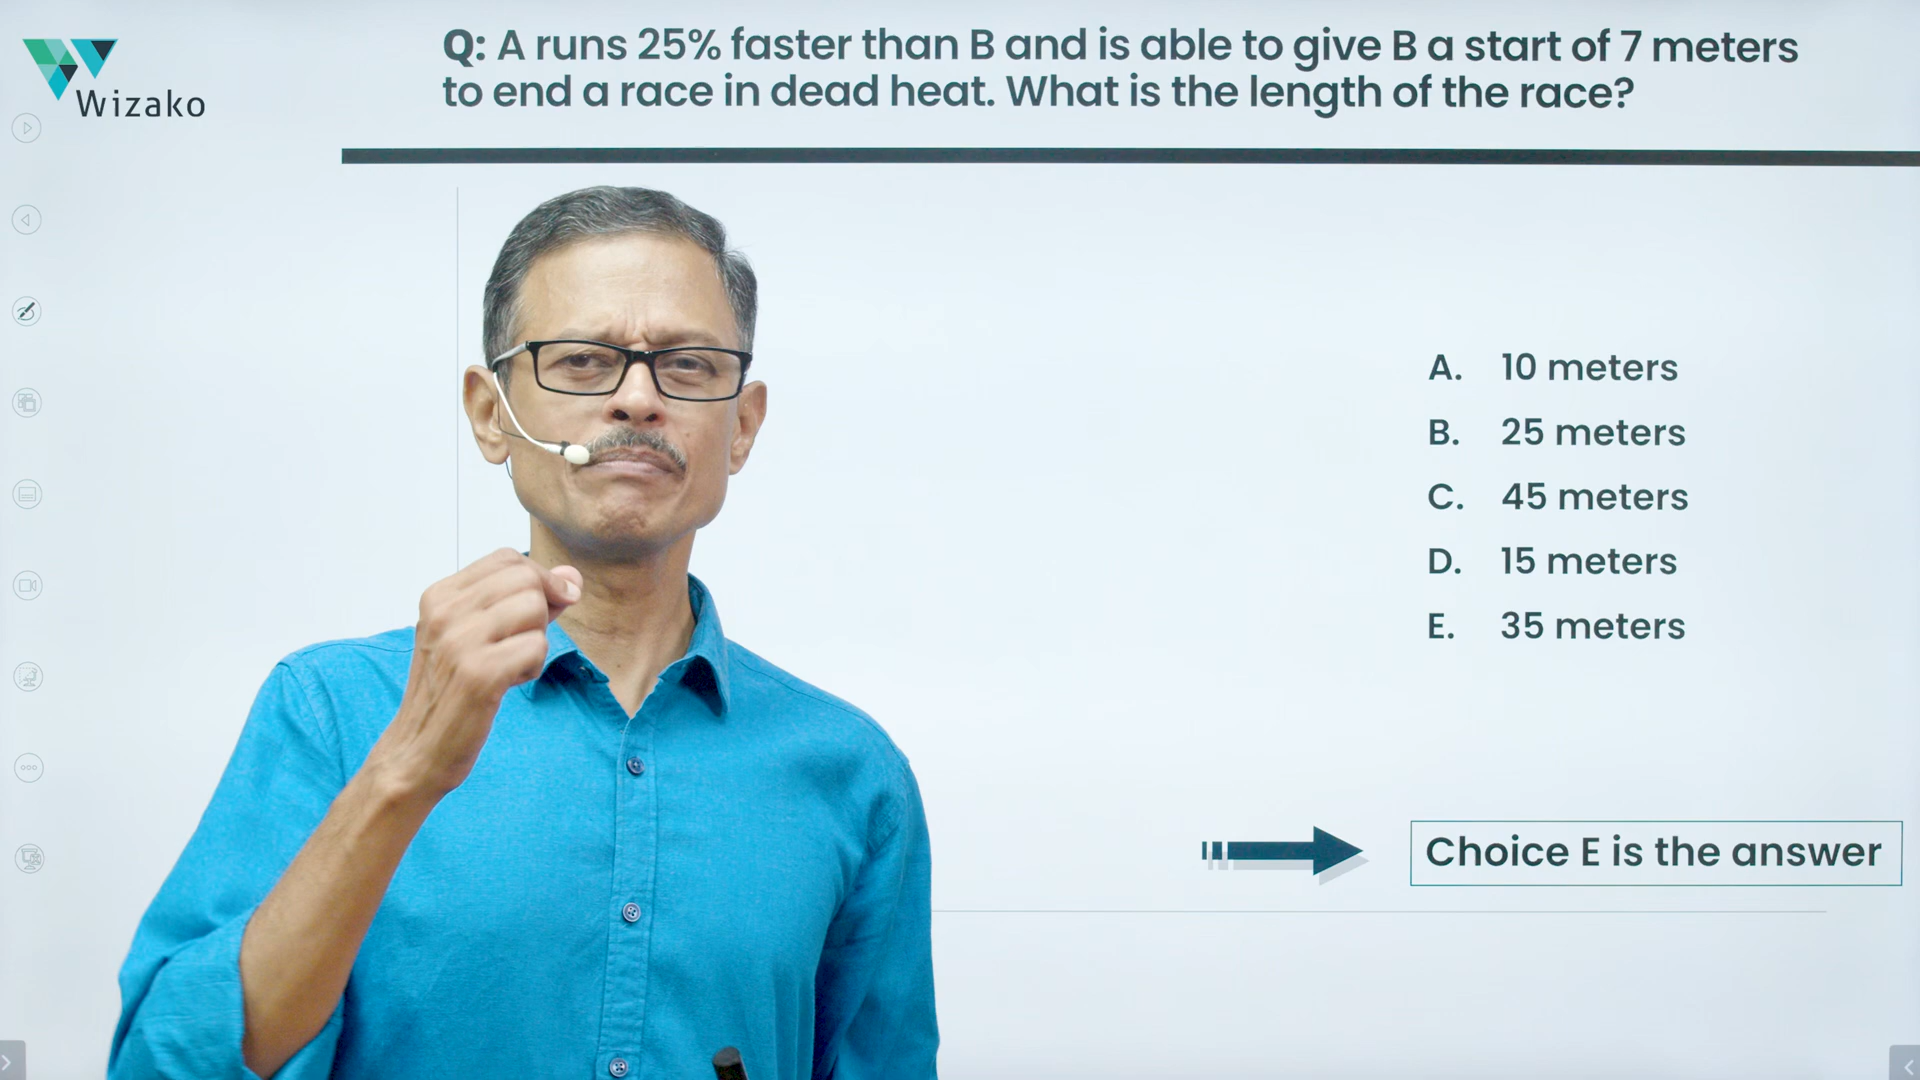 Wizako
Q: A runs 25% faster than B and is able to give B a start of 7 meters
to end a race in dead heat. What is the length of the race?
A. 10 meters
B. 25 meters
C. 45 meters
D. 15 meters
E. 35 meters
Choice E is the answer